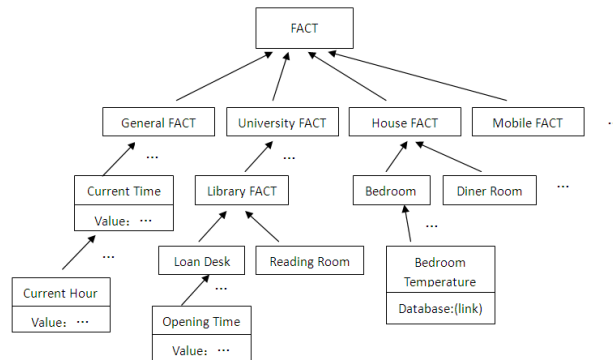 FACT
General FACT
University FACT
House FACT
Mobile FACT
.
...
...
Current Time
Value: ...
Library FACT
Bedroom
Diner Room
...
...
...
Loan Desk
Reading Room
Bedroom
Temperature
Database:(link)
...
Current Hour
Value: ...
Opening Time
Value: ...